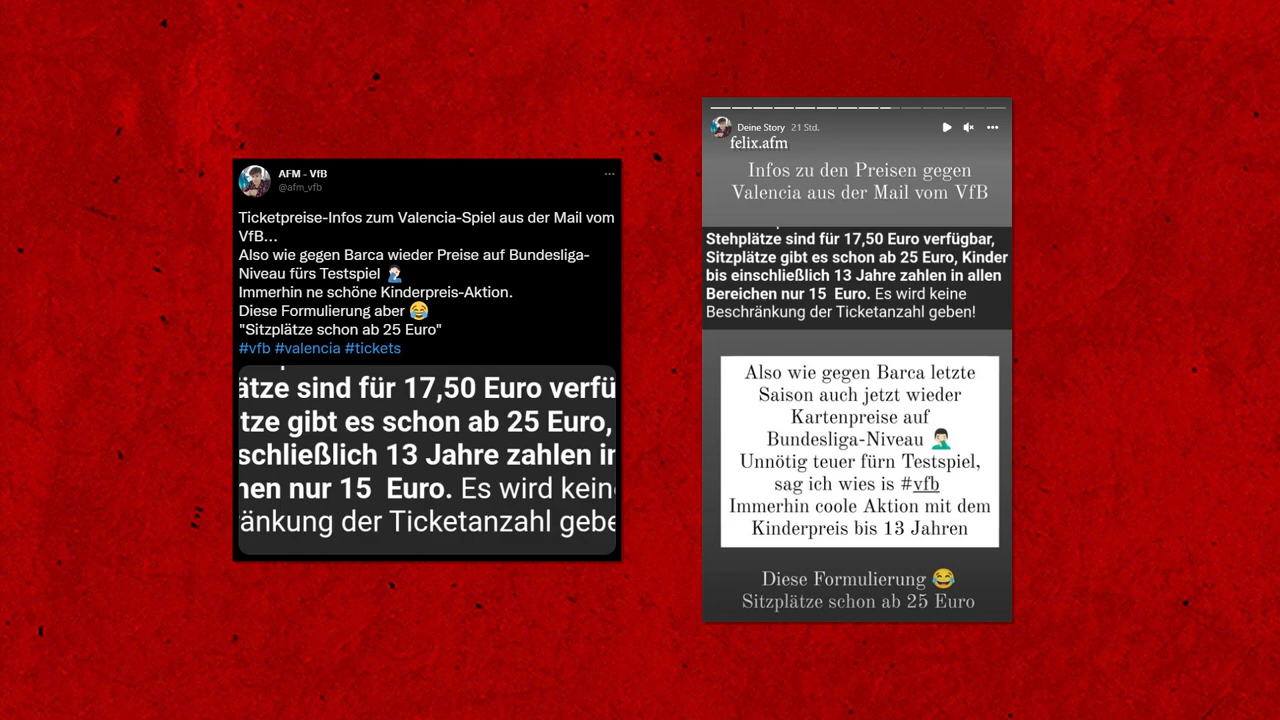 AFM - VfB
@afm_vfb
Ticketpreise-Infos zum Valencia-Spiel aus der Mail vom
VfB...
Also wie gegen Barca wieder Preise auf Bundesliga-
Niveau fürs Testspiel 🤦🏻‍♂️
Immerhin ne schöne Kinderpreis-Aktion.
Diese Formulierung aber 😂
"Sitzplätze schon ab 25 Euro"
#vfb #valencia #tickets
ätze sind für 17,50 Euro verfü
tze gibt es schon ab 25 Euro,
schließlich 13 Jahre zahlen in
nen nur 15 Euro. Es wird kein
änkung der Ticketanzahl gebe
Deine Story 21 Std.
felix.afm
Infos zu den Preisen gegen
Valencia aus der Mail vom VfB
Stehplätze sind für 17,50 Euro verfügbar,
Sitzplätze gibt es schon ab 25 Euro, Kinder
bis einschließlich 13 Jahre zahlen in allen
Bereichen nur 15 Euro. Es wird keine
Beschränkung der Ticketanzahl geben!
Also wie gegen Barca letzte
Saison auch jetzt wieder
Kartenpreise auf
Bundesliga-Niveau 🤦🏻‍♂️
Unnötig teuer fürn Testspiel,
sag ich wies is #vfb
Immerhin coole Aktion mit dem
Kinderpreis bis 13 Jahren
Diese Formulierung 😂
Sitzplätze schon ab 25 Euro